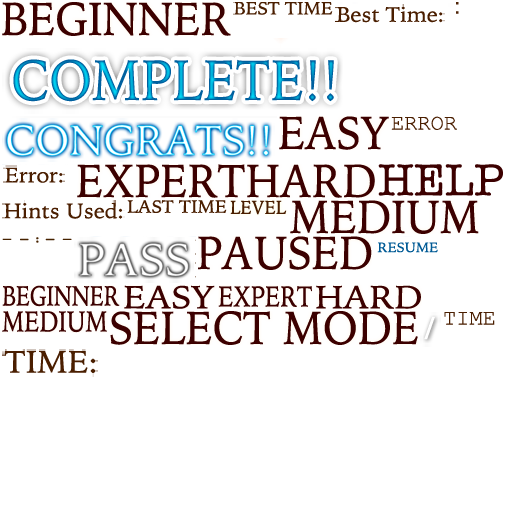 BEGINNER BEST TIME Best Time: :
COMPLETE!!
CONGRATS!! EASY ERROR
Error: EXPERT HARD HELP
Hints Used: LAST TIME LEVEL MEDIUM
--:-- PASS PAUSED RESUME
BEGINNER EASY EXPERT HARD
MEDIUM SELECT MODE / TIME
TIME: